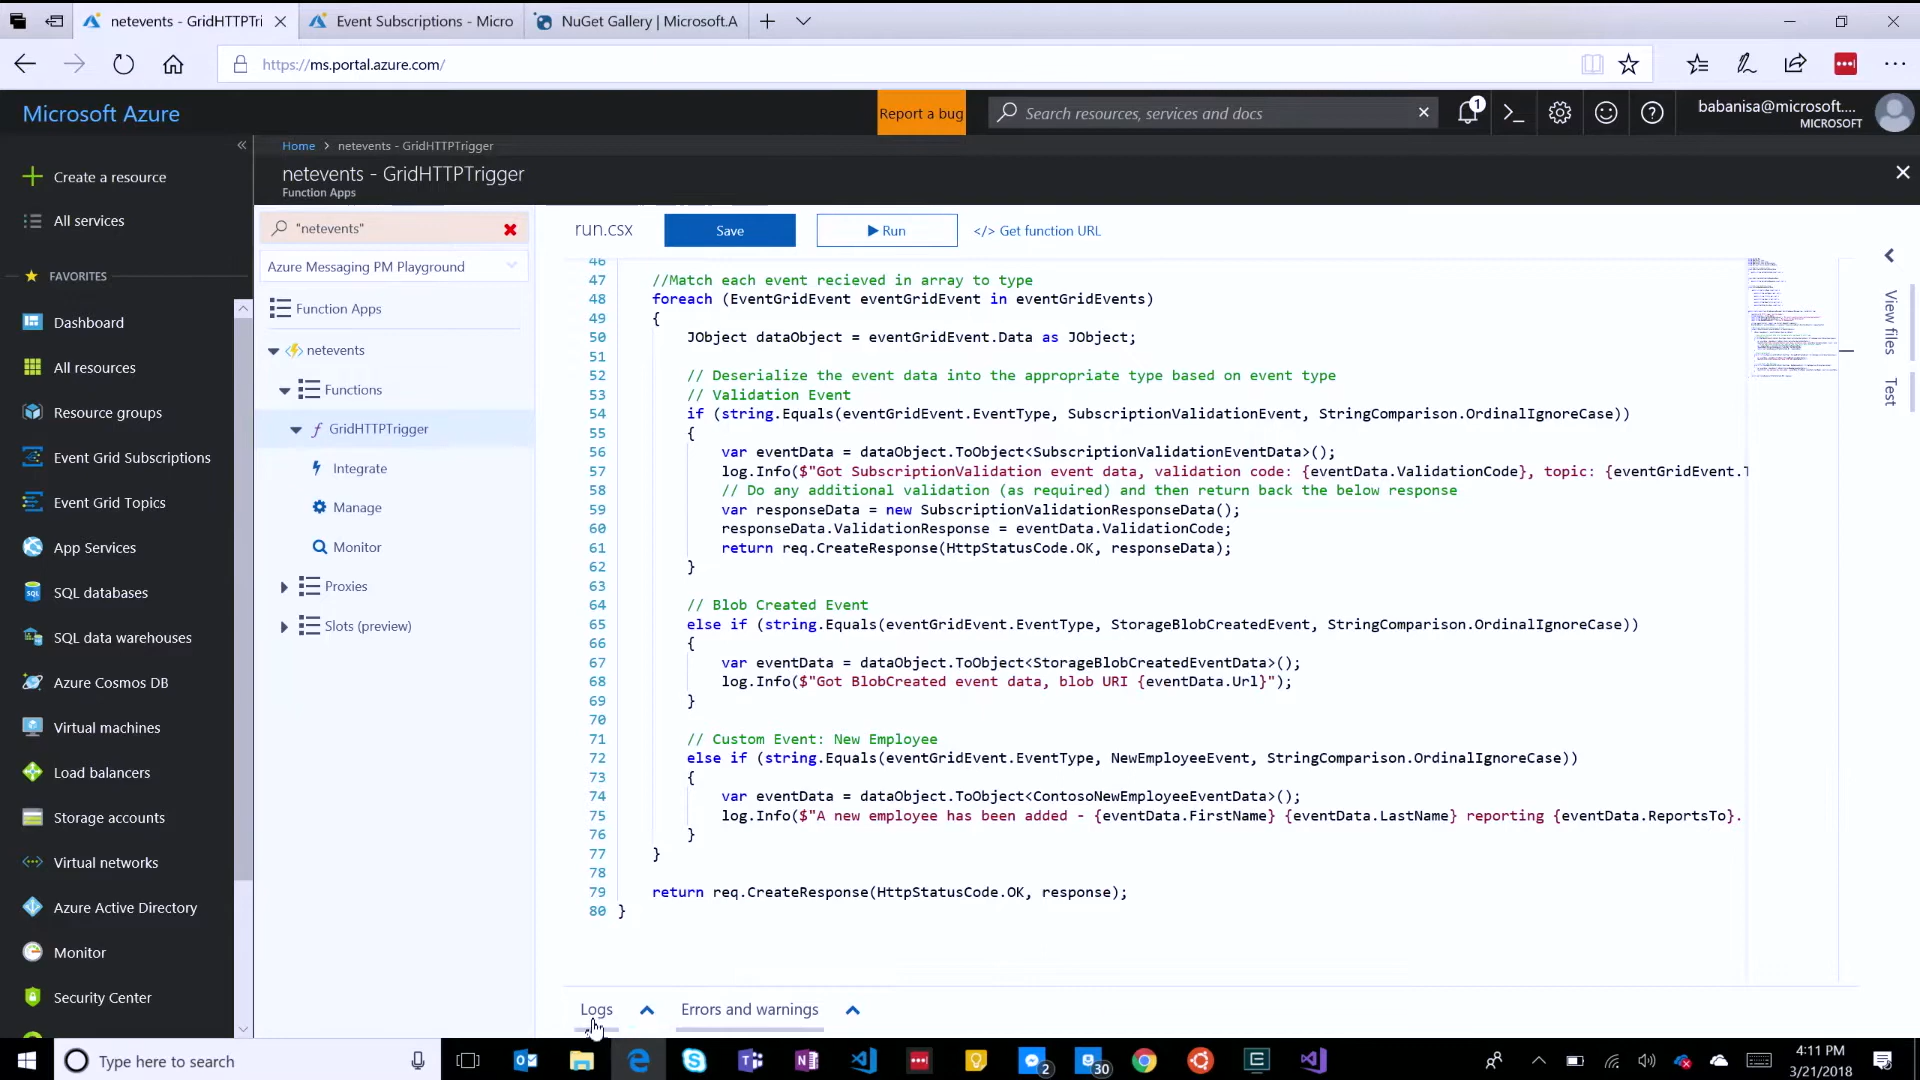 netevents - GridHTTPTri
Event Subscriptions - Micro
NuGet Gallery | Microsoft.A
https://ms.portal.azure.com/
Microsoft Azure
Report a bug
Search resources, services and docs
1
babanisa@microsoft....
MICROSOFT
Home > netevents - GridHTTPTrigger
netevents - GridHTTPTrigger
Function Apps
Create a resource
All services
FAVORITES
Dashboard
All resources
Resource groups
Event Grid Subscriptions
Event Grid Topics
App Services
SQL databases
SQL data warehouses
Azure Cosmos DB
Virtual machines
Load balancers
Storage accounts
Virtual networks
Azure Active Directory
Monitor
Security Center
"netevents"
Azure Messaging PM Playground
Function Apps
netevents
Functions
GridHTTPTrigger
Integrate
Manage
Monitor
Proxies
Slots (preview)
run.csx
Save
Run
</> Get function URL
46
47 //Match each event recieved in array to type
48 foreach (EventGridEvent eventGridEvent in eventGridEvents)
49 {
50 JObject dataObject = eventGridEvent.Data as JObject;
51
52 // Deserialize the event data into the appropriate type based on event type
53 // Validation Event
54 if (string.Equals(eventGridEvent.EventType, SubscriptionValidationEvent, StringComparison.OrdinalIgnoreCase))
55 {
56 var eventData = dataObject.ToObject<SubscriptionValidationEventData>();
57 log.Info($"Got SubscriptionValidation event data, validation code: {eventData.ValidationCode}, topic: {eventGridEvent.T
58 // Do any additional validation (as required) and then return back the below response
59 var responseData = new SubscriptionValidationResponseData();
60 responseData.ValidationResponse = eventData.ValidationCode;
61 return req.CreateResponse(HttpStatusCode.OK, responseData);
62 }
63
64 // Blob Created Event
65 else if (string.Equals(eventGridEvent.EventType, StorageBlobCreatedEvent, StringComparison.OrdinalIgnoreCase))
66 {
67 var eventData = dataObject.ToObject<StorageBlobCreatedEventData>();
68 log.Info($"Got BlobCreated event data, blob URI {eventData.Url}");
69 }
70
71 // Custom Event: New Employee
72 else if (string.Equals(eventGridEvent.EventType, NewEmployeeEvent, StringComparison.OrdinalIgnoreCase))
73 {
74 var eventData = dataObject.ToObject<ContosoNewEmployeeEventData>();
75 log.Info($"A new employee has been added - {eventData.FirstName} {eventData.LastName} reporting {eventData.ReportsTo}.
76 }
77 }
78
79 return req.CreateResponse(HttpStatusCode.OK, response);
80 }
View files
Test
Logs
Errors and warnings
Type here to search
2
30
4:11 PM
3/21/2018